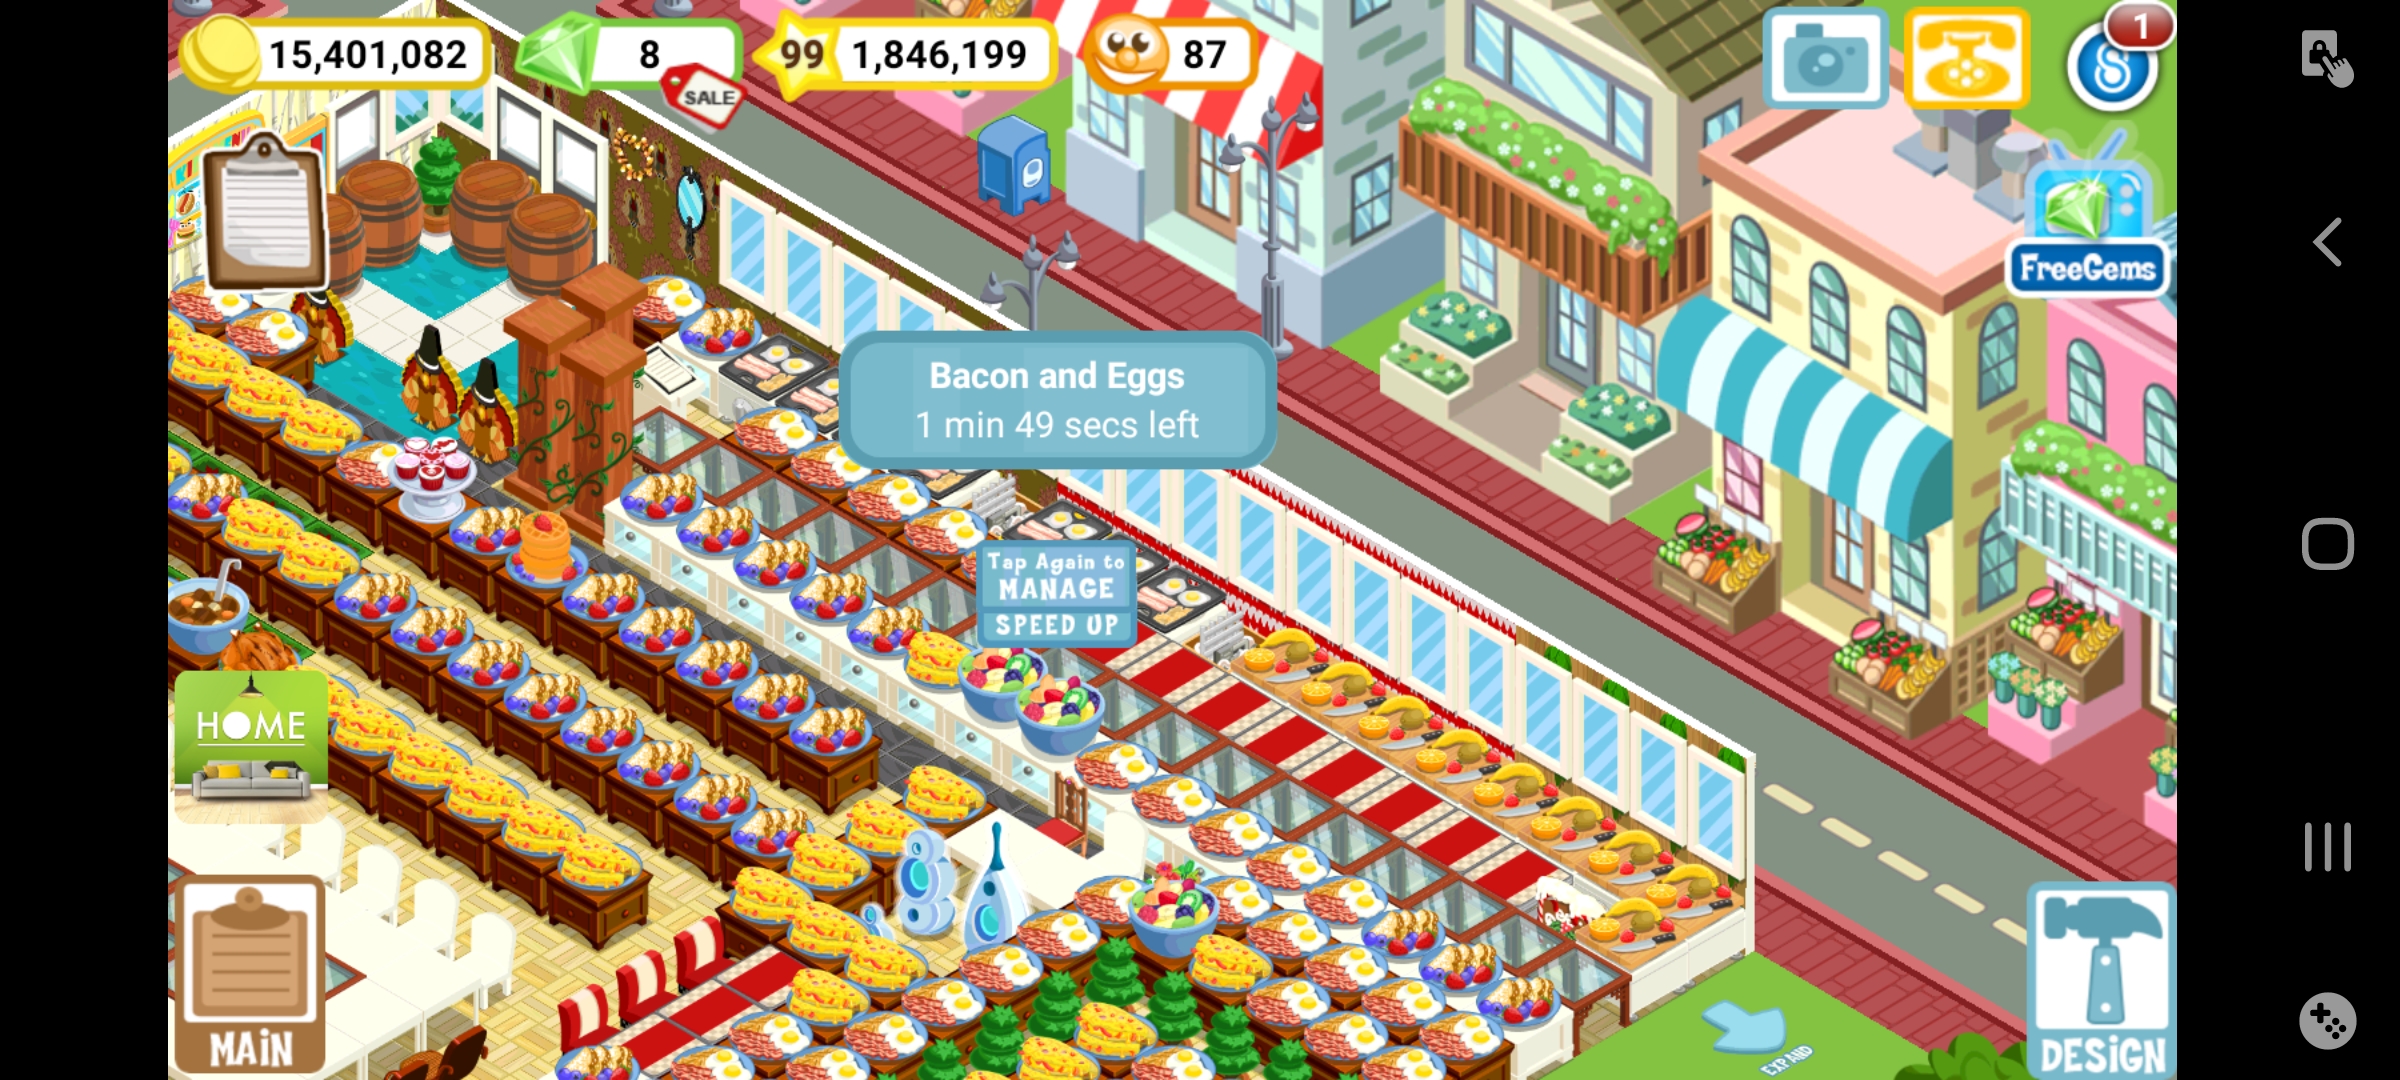 15,401,082
8
SALE
99
1,846,199
87
1
FreeGems
Bacon and Eggs
1 min 49 secs left
Tap Again to
MANAGE
SPEED UP
HOME
MAiN
EXPAND
DESiGN